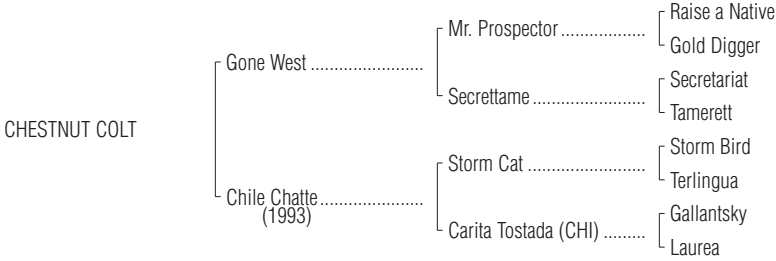 Raise a Native
Mr. Prospector...................
Gold Digger
Gone West .........................
Secretariat
Secrettame.........................
Tamerett
CHESTNUT COLT
Storm Bird
Storm Cat ..........................
Terlingua
Chile Chatte.......................
(1993)
Gallantsky
Carita Tostada (CHI) .........
Laurea